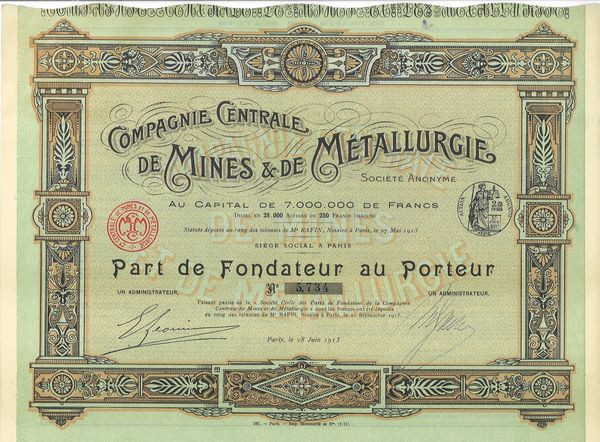 COMPAGNIE CENTRALE
DE MINES & DE MÉTALLURGIE
SOCIÉTÉ ANONYME
AU CAPITAL DE 7.000.000 DE FRANCS
DIVISÉ EN 28.000 ACTIONS DE 250 FRANCS CHACUNE
Statuts déposés au rang des minutes de Me RAFIN, Notaire à Paris, le 27 Mai 1913
SIÈGE SOCIAL A PARIS
Part de Fondateur au Porteur
No 5,734
UN ADMINISTRATEUR,
UN ADMINISTRATEUR,
Faisant partie de la « Société Civile des Parts de Fondateur de la Compagnie
Centrale de Mines et de Métallurgie » dont les Statuts ont été déposés
au rang des minutes de Me RAFIN, Notaire à Paris, le Septembre 1913.
Paris, le 28 Juin 1913
— Paris. — Imp.